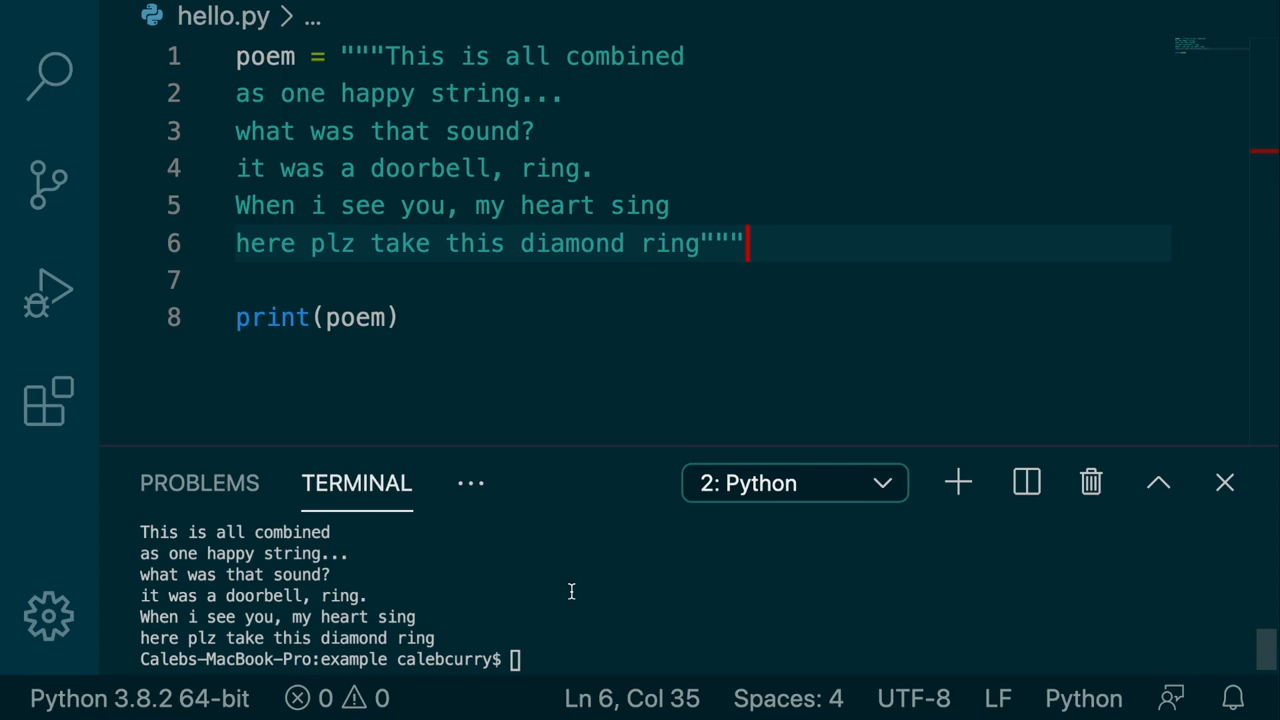 hello.py > ...
1 poem = """This is all combined
2 as one happy string...
3 what was that sound?
4 it was a doorbell, ring.
5 When i see you, my heart sing
6 here plz take this diamond ring"""
7
8 print(poem)
PROBLEMS TERMINAL ... 2: Python
This is all combined
as one happy string...
what was that sound?
it was a doorbell, ring.
When i see you, my heart sing
here plz take this diamond ring
Calebs-MacBook-Pro:example calebcurry$
Python 3.8.2 64-bit 0 0 Ln 6, Col 35 Spaces: 4 UTF-8 LF Python